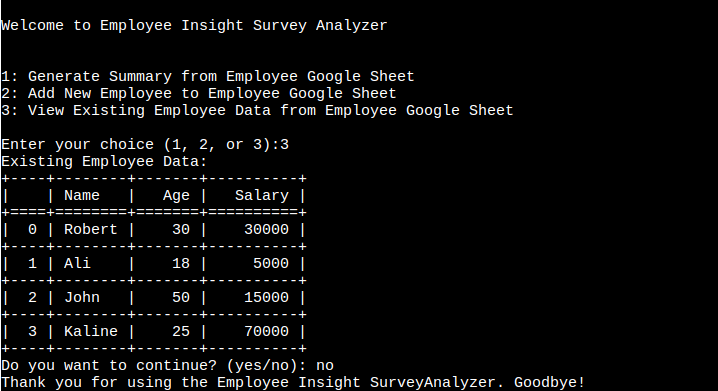 Welcome to Employee Insight Survey Analyzer
1: Generate Summary from Employee Google Sheet
2: Add New Employee to Employee Google Sheet
3: View Existing Employee Data from Employee Google Sheet
Enter your choice (1, 2, or 3):3
Existing Employee Data:
+----+--------+-------+----------+
|    | Name   |   Age |   Salary |
+====+========+=======+==========+
|  0 | Robert |    30 |    30000 |
+----+--------+-------+----------+
|  1 | Ali    |    18 |     5000 |
+----+--------+-------+----------+
|  2 | John   |    50 |    15000 |
+----+--------+-------+----------+
|  3 | Kaline |    25 |    70000 |
+----+--------+-------+----------+
Do you want to continue? (yes/no): no
Thank you for using the Employee Insight SurveyAnalyzer. Goodbye!